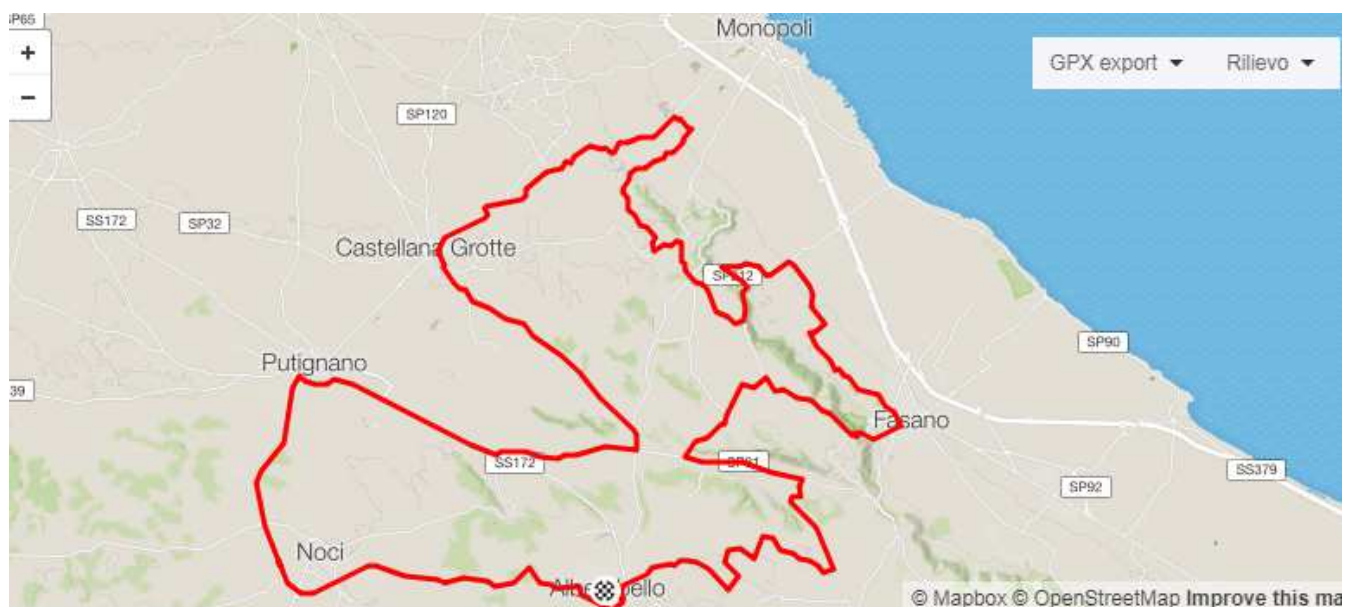 SP65
Monopoli
+
GPX export
Rilievo
−
SP120
SS172
SP32
Castellana Grotte
SP90
Putignano
39
Fasano
SS172
SP61
SS379
SP92
Noci
© Mapbox © OpenStreetMap Improve this ma